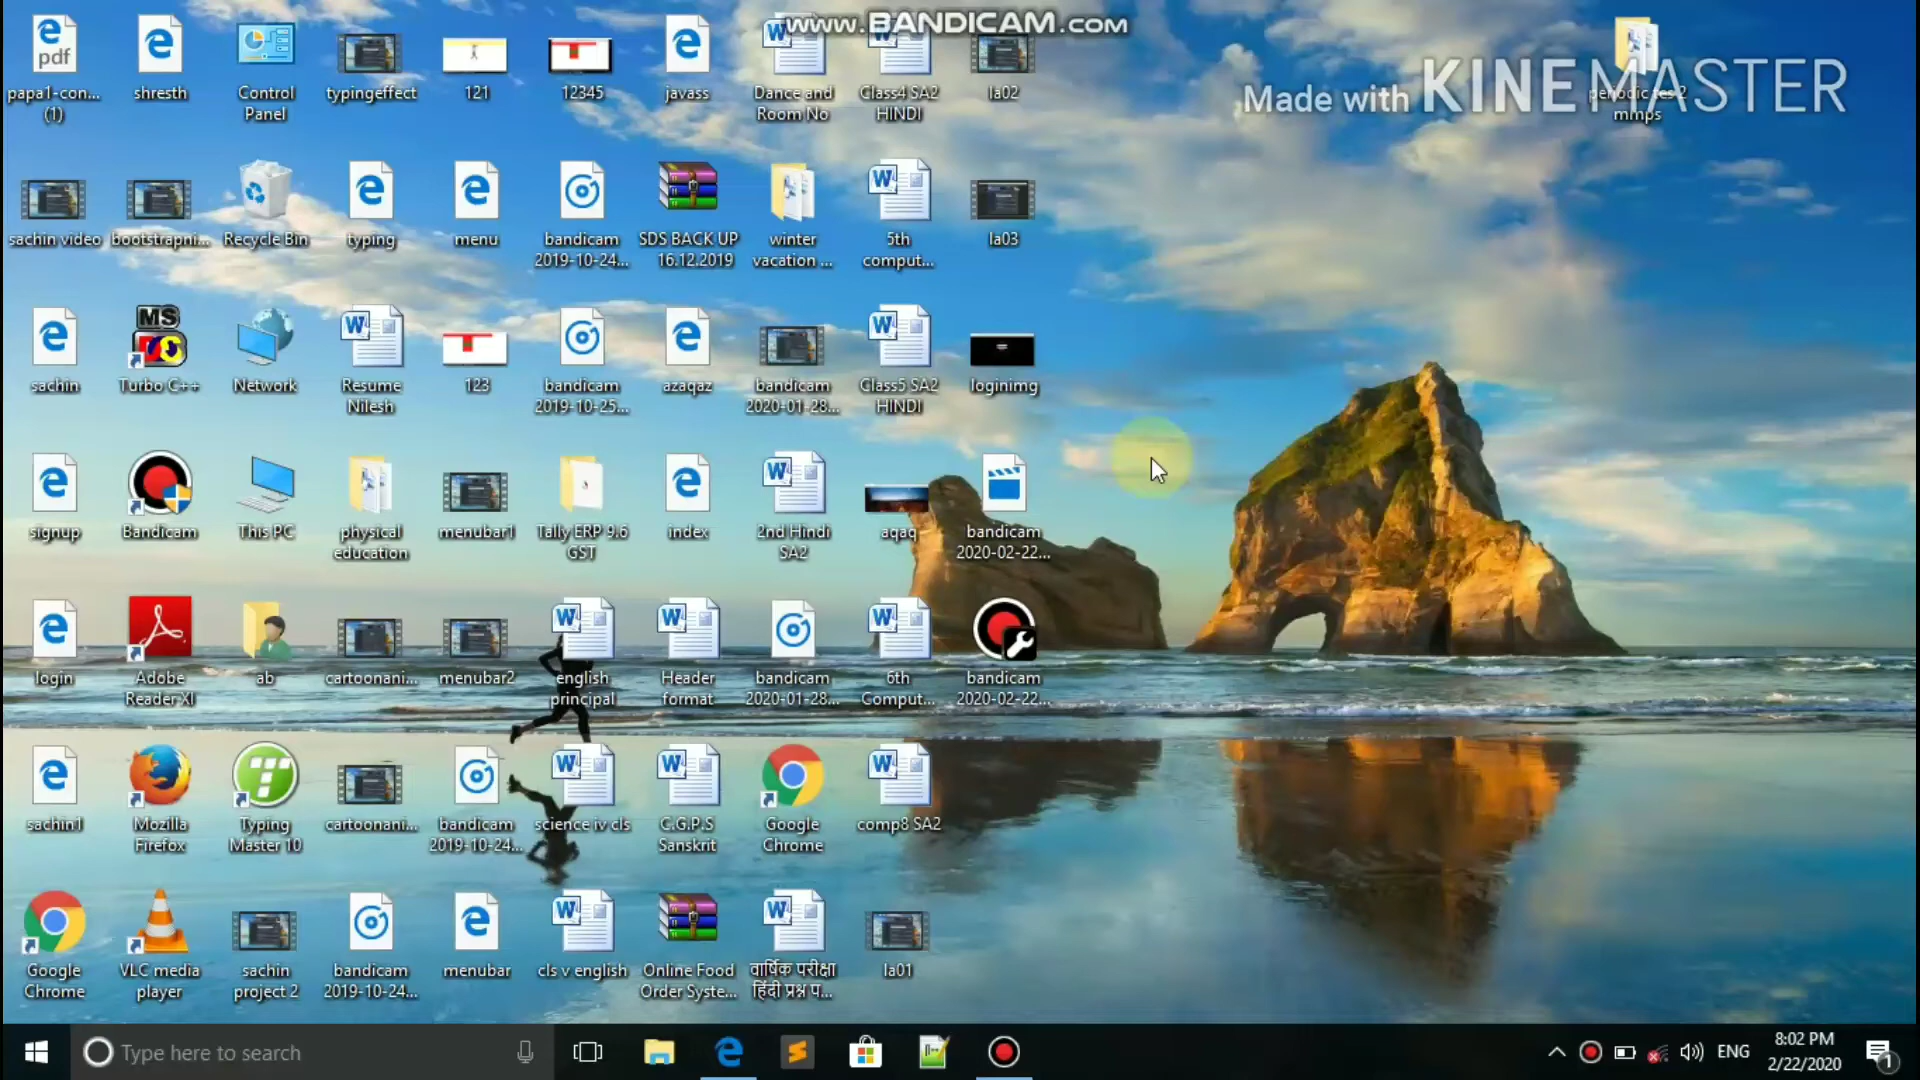 www.BANDICAM.com
Made with KINEMASTER
papa1-con...
(1)
shresth
Control
Panel
typingeffect
121
12345
javass
Dance and
Room No
Class4 SA2
HINDI
la02
periodic tes 2
mmps
sachin video
bootstrapni...
Recycle Bin
typing
menu
bandicam
2019-10-24...
SDS BACK UP
16.12.2019
winter
vacation ...
5th
comput...
la03
sachin
Turbo C++
Network
Resume
Nilesh
123
bandicam
2019-10-25...
azaqaz
bandicam
2020-01-28...
Class5 SA2
HINDI
loginimg
signup
Bandicam
This PC
physical
education
menubar1
Tally ERP 9.6
GST
index
2nd Hindi
SA2
aqaq
bandicam
2020-02-22...
login
Adobe
Reader XI
ab
cartoonani...
menubar2
english
principal
Header
format
bandicam
2020-01-28...
6th
Comput...
bandicam
2020-02-22...
sachin1
Mozilla
Firefox
Typing
Master 10
cartoonani...
bandicam
2019-10-24...
science iv cls
C.G.P.S
Sanskrit
Google
Chrome
comp8 SA2
Google
Chrome
VLC media
player
sachin
project 2
bandicam
2019-10-24...
menubar
cls v english
Online Food
Order Syste...
वार्षिक परीक्षा
हिंदी प्रश्न प...
la01
Type here to search
ENG
8:02 PM
2/22/2020
1